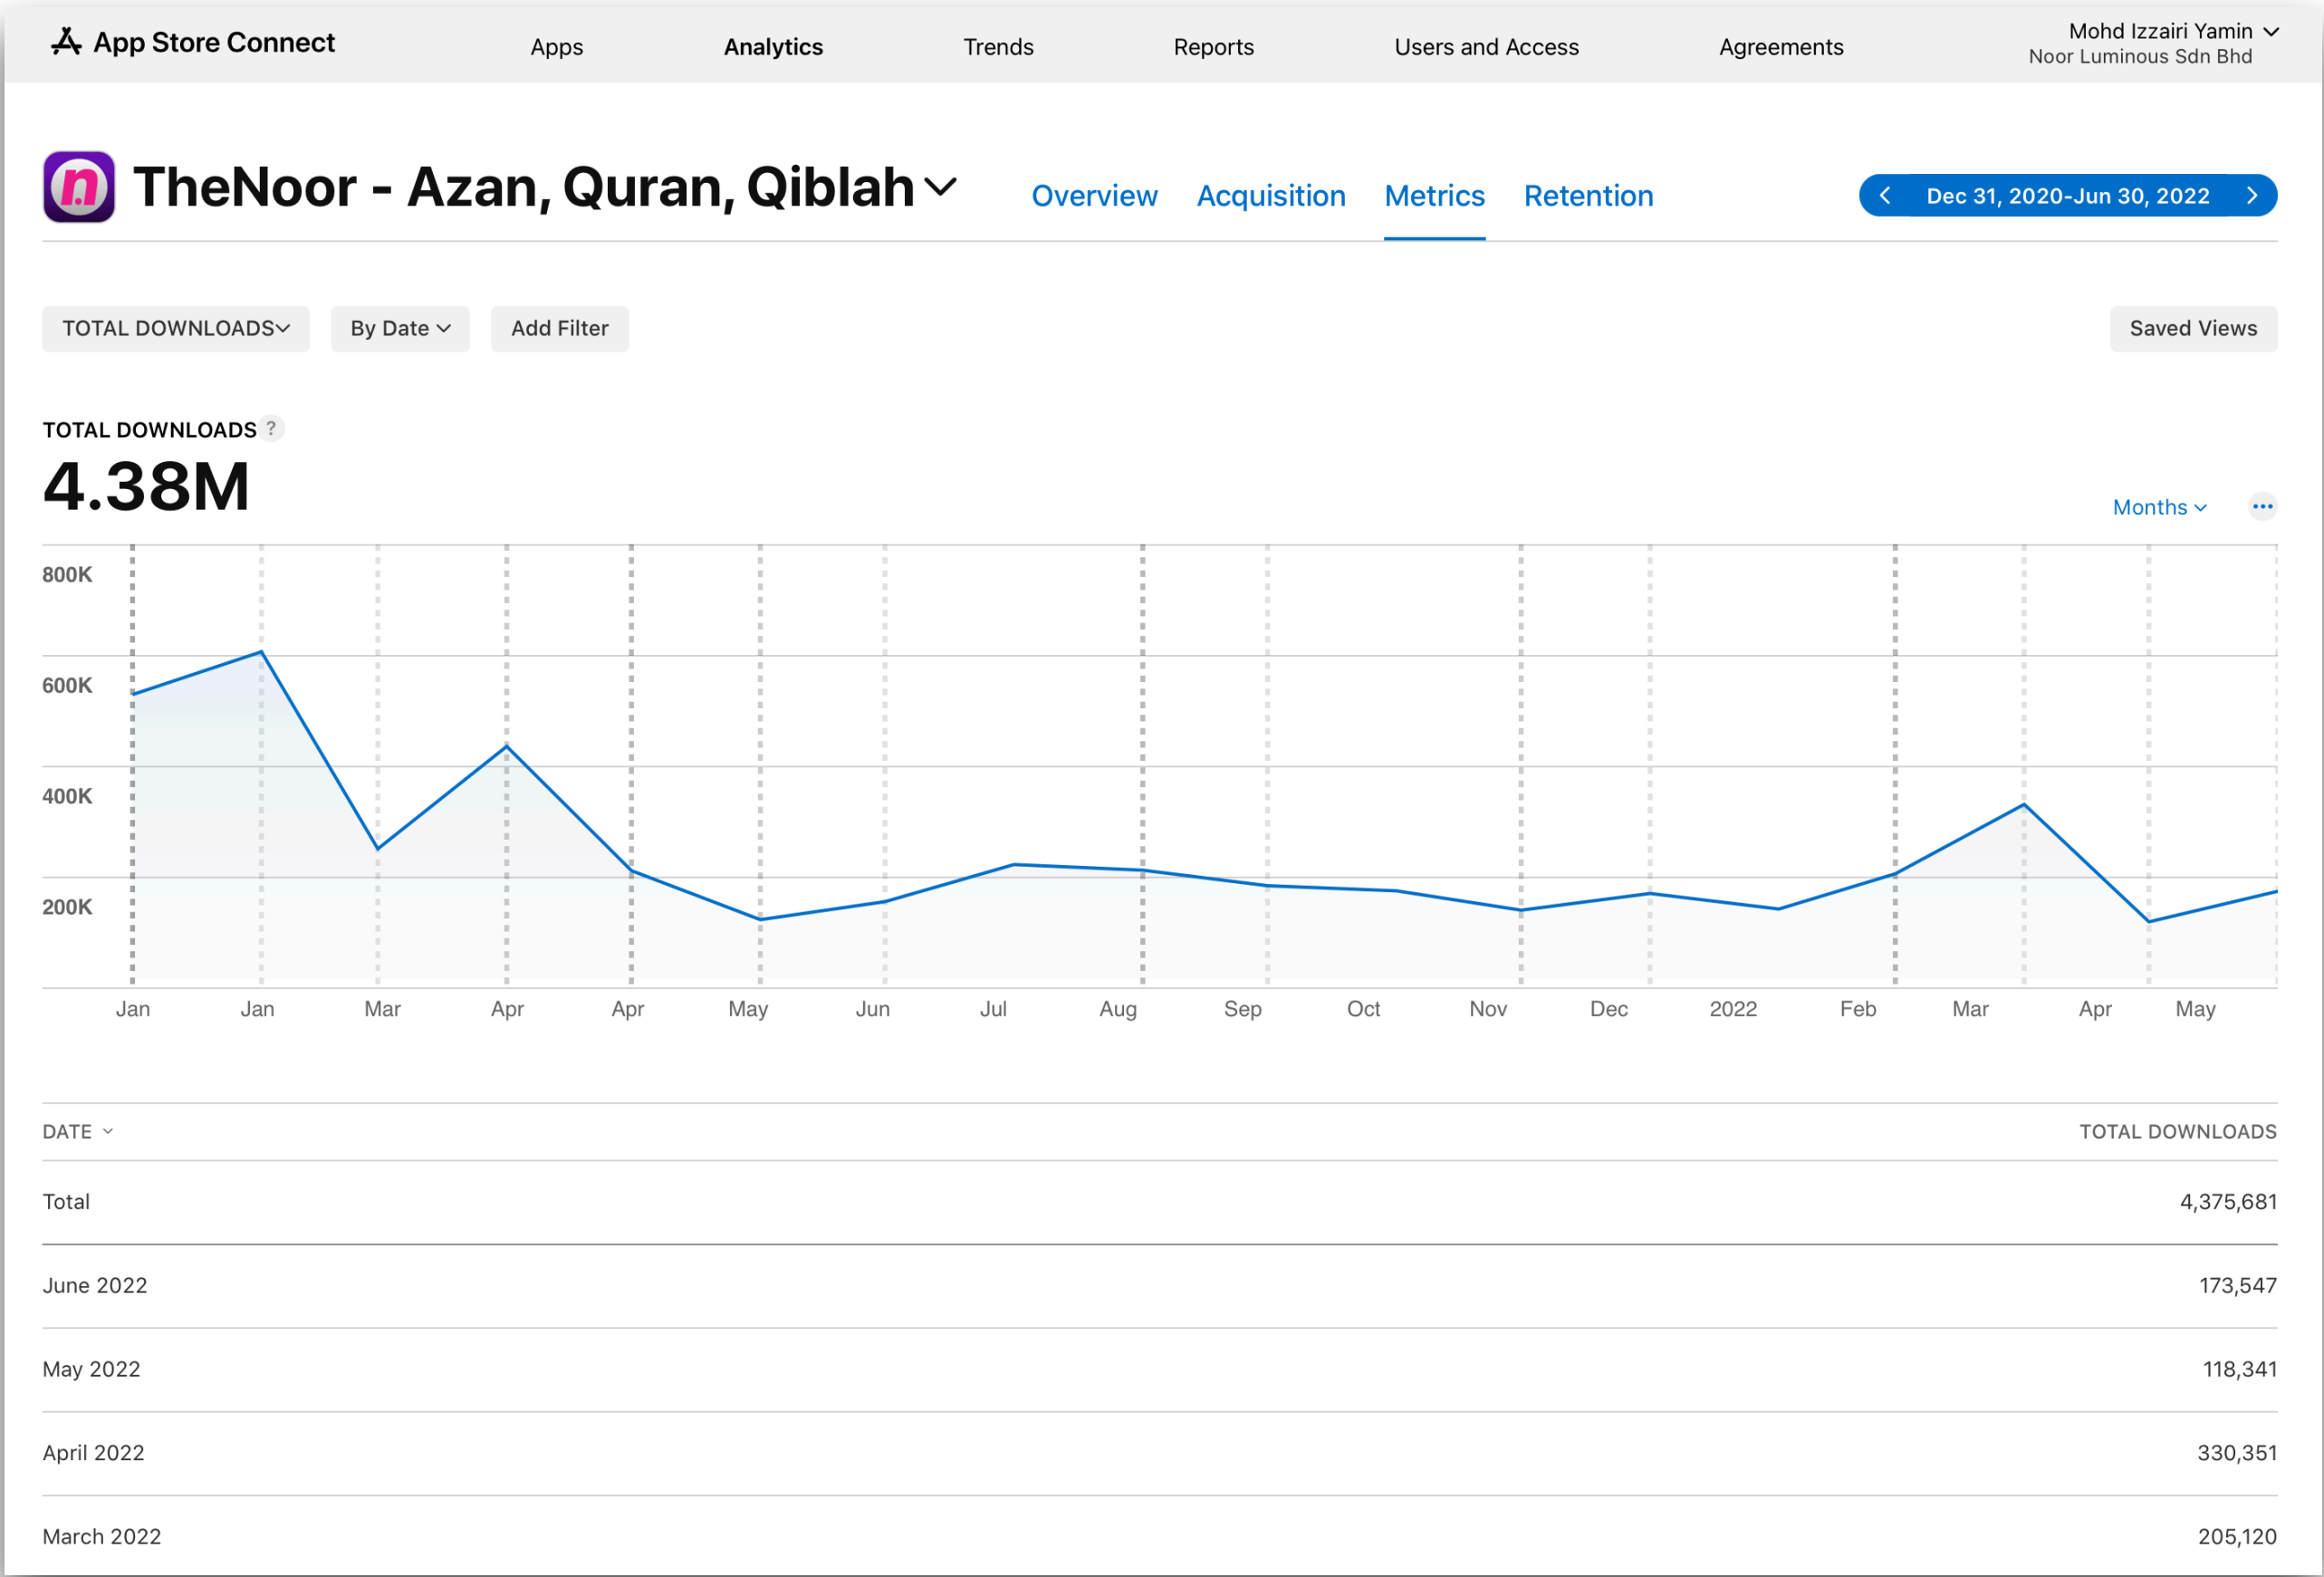 App Store Connect Apps Analytics Trends Reports Users and Access Agreements Mohd Izzairi Yamin
Noor Luminous Sdn Bhd
n
TheNoor - Azan, Quran, Qiblah Overview Acquisition Metrics Retention Dec 31, 2020-Jun 30, 2022
TOTAL DOWNLOADS By Date Add Filter Saved Views
TOTAL DOWNLOADS ?
4.38M
Months
800K
600K
400K
200K
Jan Jan Mar Apr Apr May Jun Jul Aug Sep Oct Nov Dec 2022 Feb Mar Apr May
DATE TOTAL DOWNLOADS
Total 4,375,681
June 2022 173,547
May 2022 118,341
April 2022 330,351
March 2022 205,120